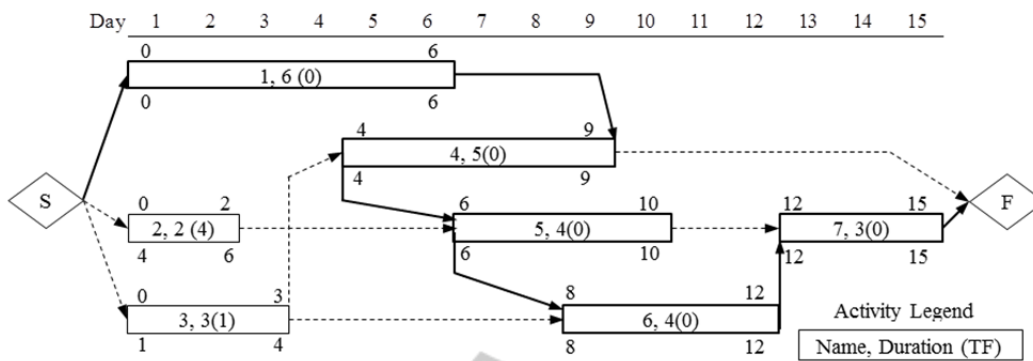 Day 1 2 3 4 5 6 7 8 9 10 11 12 13 14 15
0 6
1, 6 (0)
0 6
4 9
4, 5(0)
4 9
S
F
0 2
2, 2 (4)
4 6
6 10
5, 4(0)
6 10
12 15
7, 3(0)
12 15
0 3
3, 3(1)
1 4
8 12
6, 4(0)
8 12
Activity Legend
Name, Duration (TF)